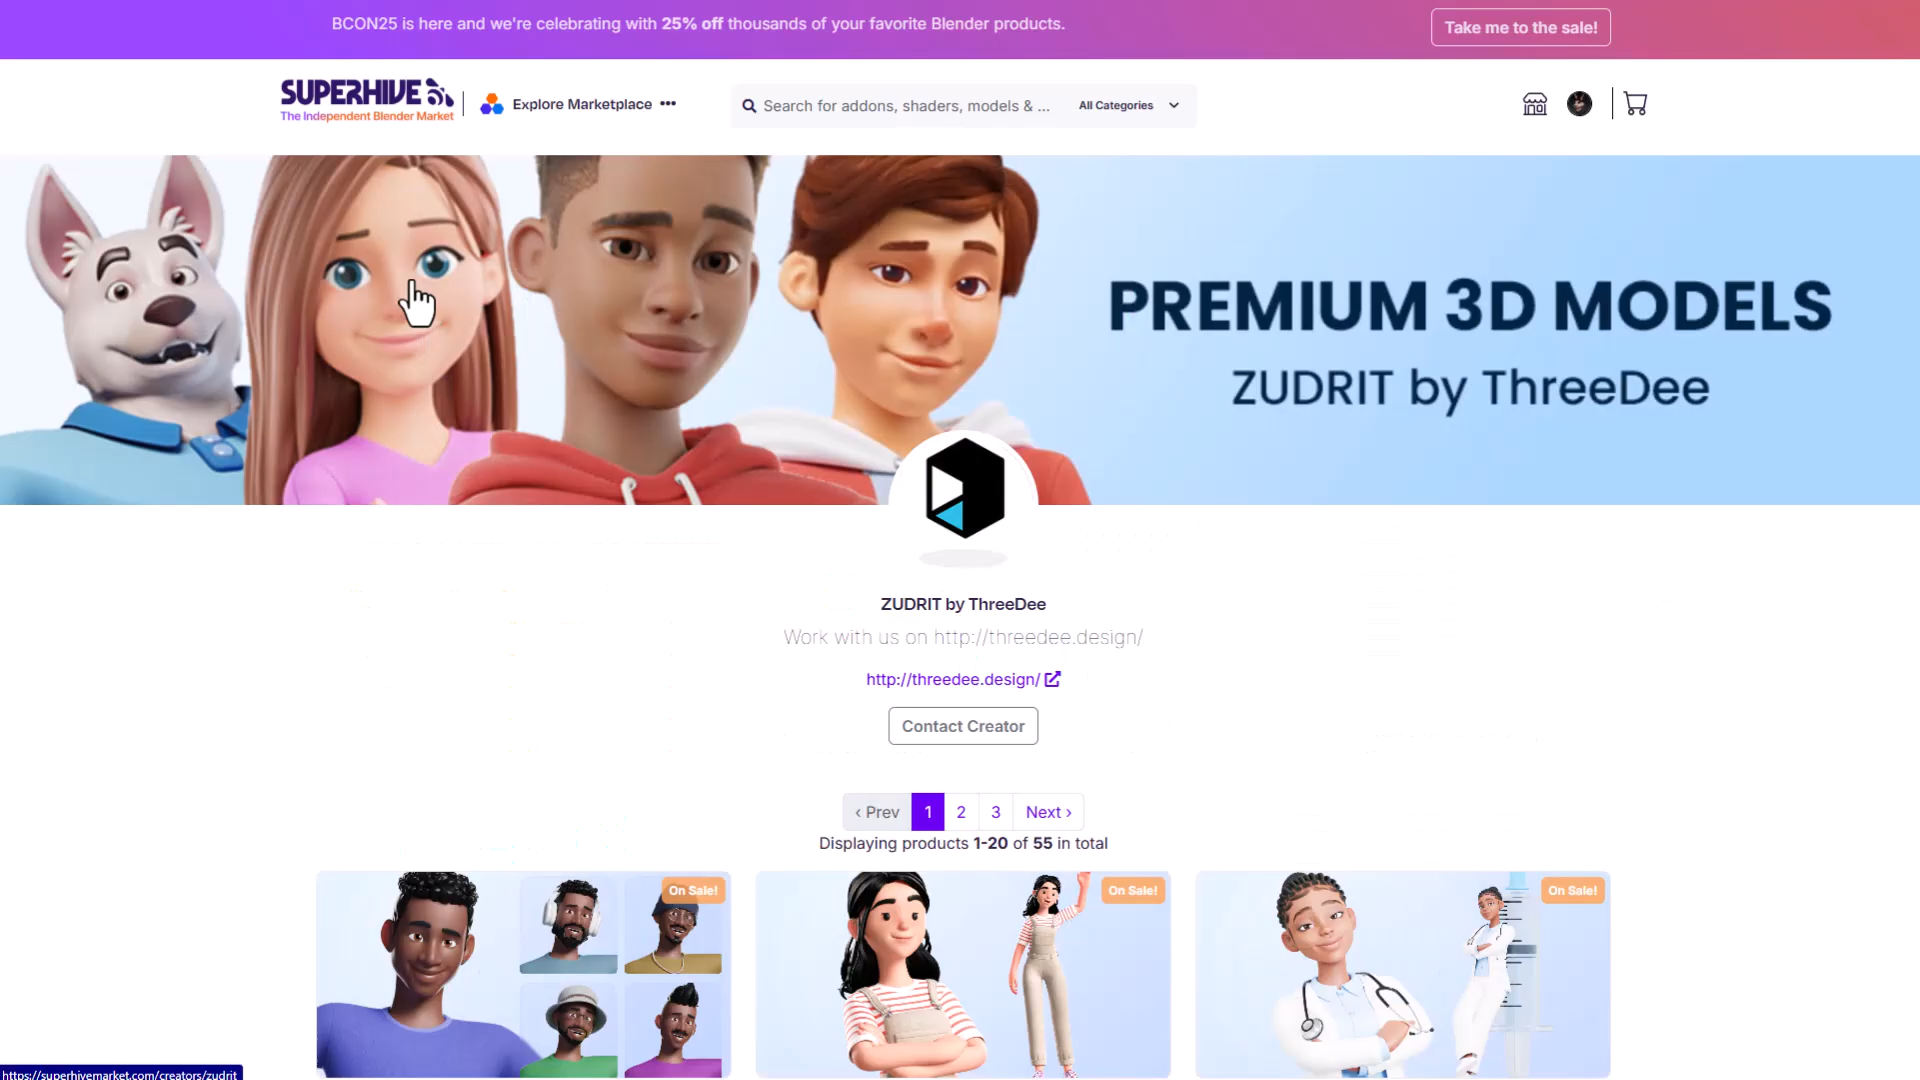 BCON25 is here and we're celebrating with 25% off thousands of your favorite Blender products.
Take me to the sale!
SUPERHIVE
The Independent Blender Market
Explore Marketplace •••
Search for addons, shaders, models & ...
All Categories
PREMIUM 3D MODELS
ZUDRIT by ThreeDee
ZUDRIT by ThreeDee
Work with us on http://threedee.design/
http://threedee.design/
Contact Creator
‹ Prev 1 2 3 Next ›
Displaying products 1-20 of 55 in total
On Sale!
On Sale!
On Sale!
https://superhivemarket.com/creators/zudrit